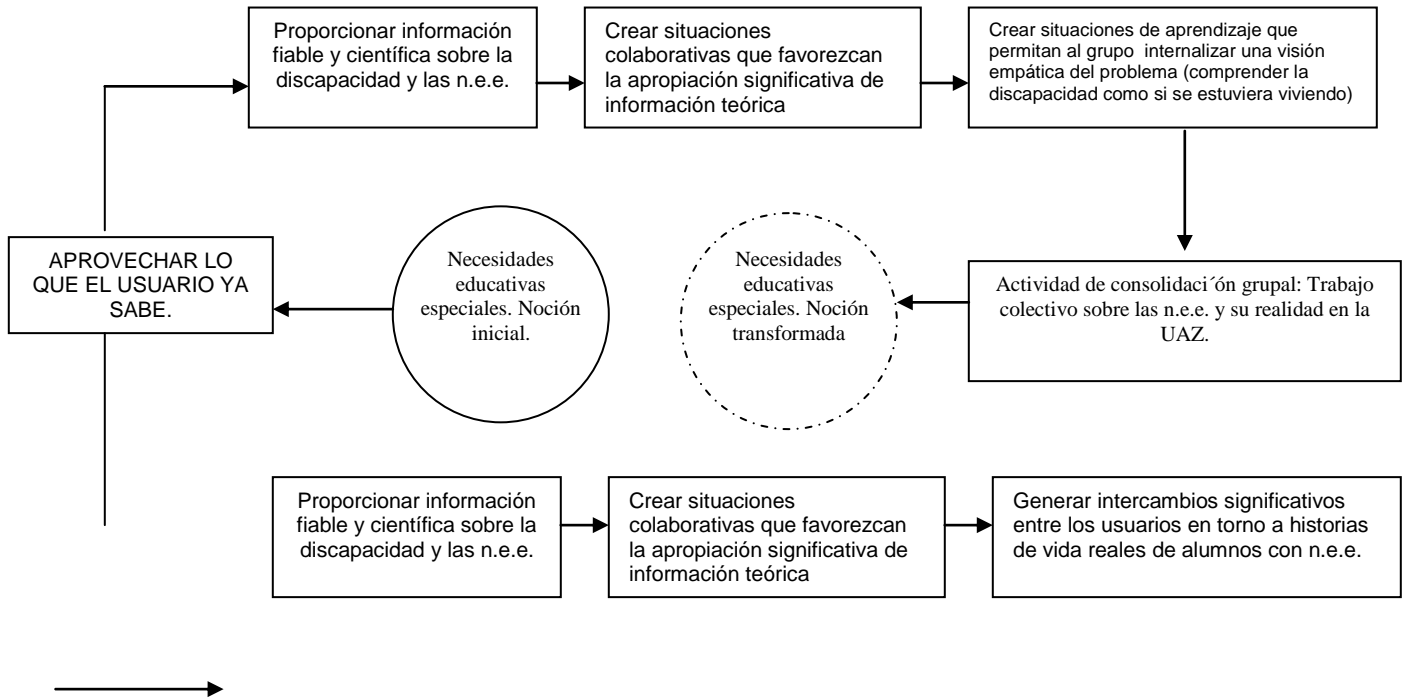 Proporcionar información
fiable y científica sobre la
discapacidad y las n.e.e.
Crear situaciones
colaborativas que favorezcan
la apropiación significativa de
información teórica
Crear situaciones de aprendizaje que
permitan al grupo internalizar una visión
empática del problema (comprender la
discapacidad como si se estuviera viviendo)
APROVECHAR LO
QUE EL USUARIO YA
SABE.
Necesidades
educativas
especiales. Noción
inicial.
Necesidades
educativas
especiales. Noción
transformada
Actividad de consolidaci´ón grupal: Trabajo
colectivo sobre las n.e.e. y su realidad en la
UAZ.
Proporcionar información
fiable y científica sobre la
discapacidad y las n.e.e.
Crear situaciones
colaborativas que favorezcan
la apropiación significativa de
información teórica
Generar intercambios significativos
entre los usuarios en torno a historias
de vida reales de alumnos con n.e.e.